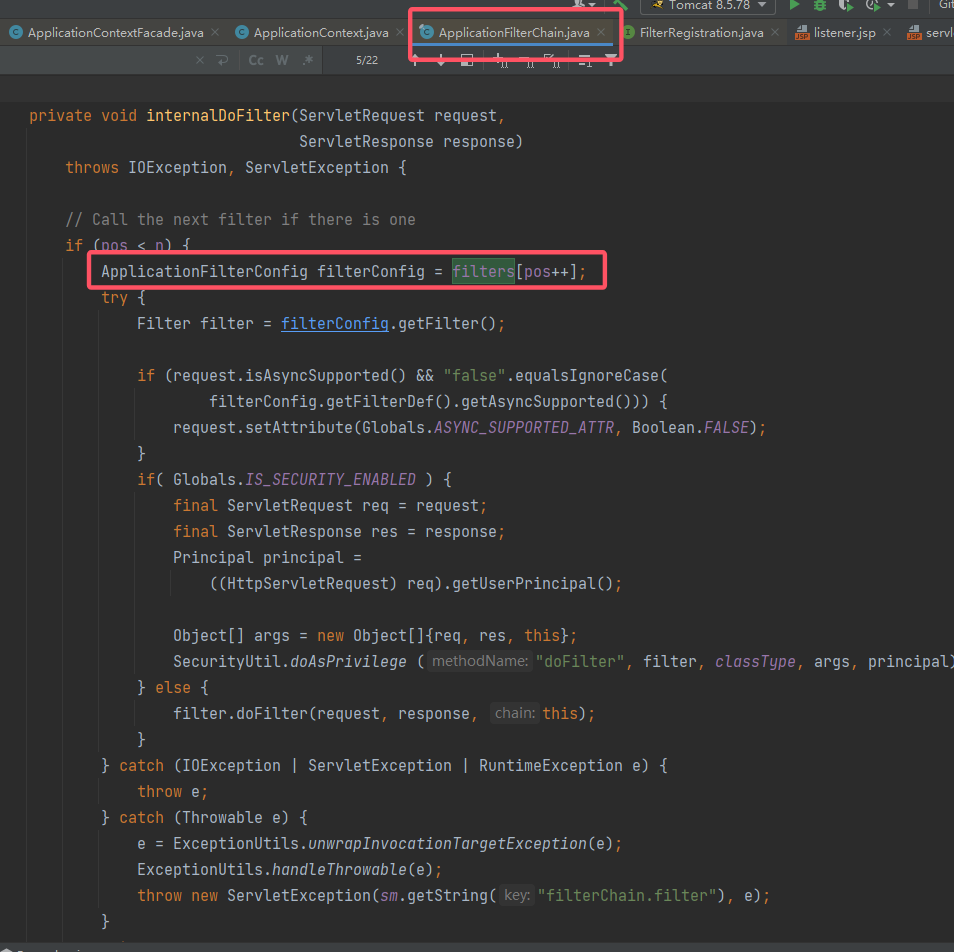 Tomcat 8.5.78
Git
ApplicationContextFacade.java × ApplicationContext.java × ApplicationFilterChain.java × FilterRegistration.java × listener.jsp × servl
× Cc W .* 5/22
private void internalDoFilter(ServletRequest request,
ServletResponse response)
throws IOException, ServletException {
// Call the next filter if there is one
if (pos < n) {
ApplicationFilterConfig filterConfig = filters[pos++];
try {
Filter filter = filterConfig.getFilter();
if (request.isAsyncSupported() && "false".equalsIgnoreCase(
filterConfig.getFilterDef().getAsyncSupported())) {
request.setAttribute(Globals.ASYNC_SUPPORTED_ATTR, Boolean.FALSE);
}
if( Globals.IS_SECURITY_ENABLED ) {
final ServletRequest req = request;
final ServletResponse res = response;
Principal principal =
((HttpServletRequest) req).getUserPrincipal();
Object[] args = new Object[]{req, res, this};
SecurityUtil.doAsPrivilege ( methodName: "doFilter", filter, classType, args, principal)
} else {
filter.doFilter(request, response, chain: this);
}
} catch (IOException | ServletException | RuntimeException e) {
throw e;
} catch (Throwable e) {
e = ExceptionUtils.unwrapInvocationTargetException(e);
ExceptionUtils.handleThrowable(e);
throw new ServletException(sm.getString( key: "filterChain.filter"), e);
}